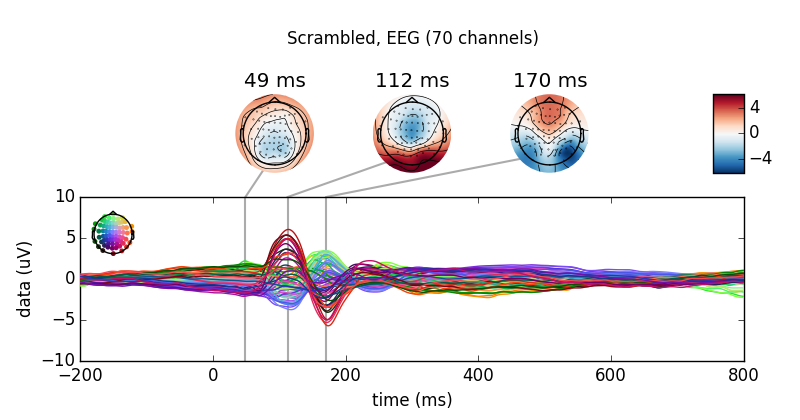 Scrambled, EEG (70 channels)
49 ms 112 ms 170 ms
4
0
−4
10
5
0
−5
−10
data (uV)
−200 0 200 400 600 800
time (ms)